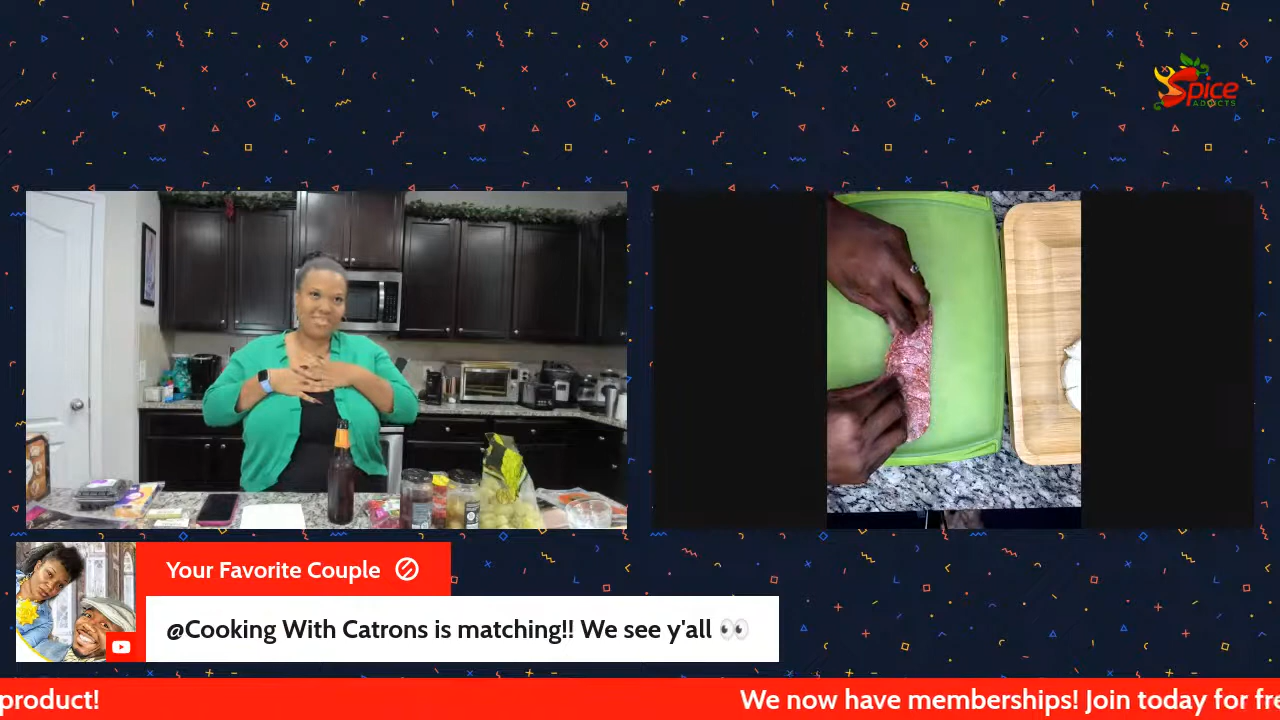 Spice
ADDICTS
Your Favorite Couple
@Cooking With Catrons is matching!! We see y'all 👀
product!
We now have memberships! Join today for fre